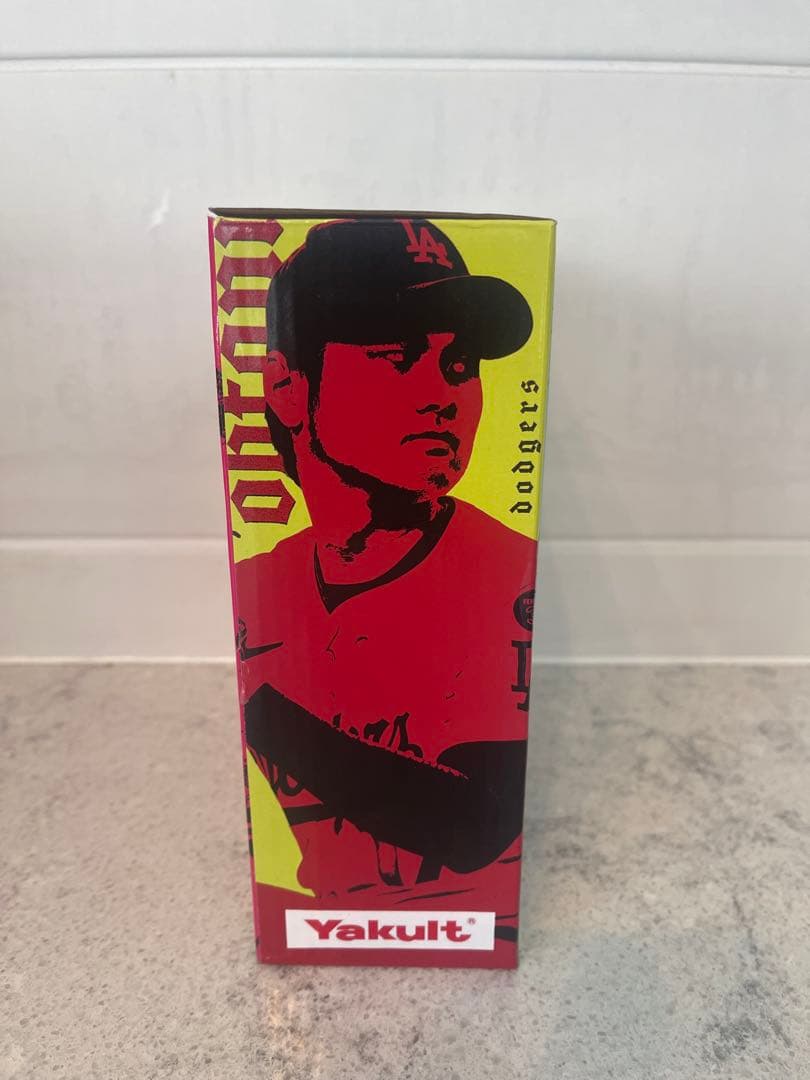 LA
ohtani
dodgers
Yakult®